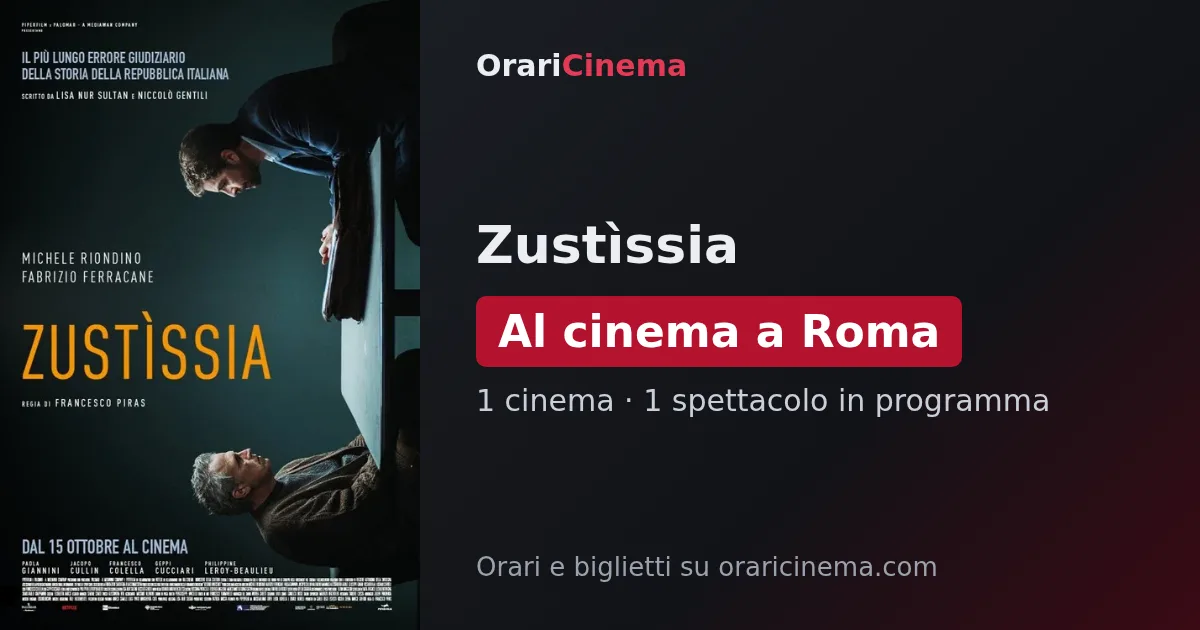 PIPERFILM e PALOMAR - A MEDIAWAN COMPANY
IL PIÙ LUNGO ERRORE GIUDIZIARIO
DELLA STORIA DELLA REPUBBLICA ITALIANA
SCRITTO DA LISA NUR SULTAN E NICCOLÒ GENTILI
MICHELE RIONDINO
FABRIZIO FERRACANE
ZUSTÌSSIA
REGIA DI FRANCESCO PIRAS
DAL 15 OTTOBRE AL CINEMA
PAOLA GIANNINI
JACOPO CULLIN
FRANCESCO COLELLA
GEPPI CUCCIARI
PHILIPPINE LEROY-BEAULIEU
OrariCinema
Zustìssia
Al cinema a Roma
1 cinema · 1 spettacolo in programma
Orari e biglietti su oraricinema.com